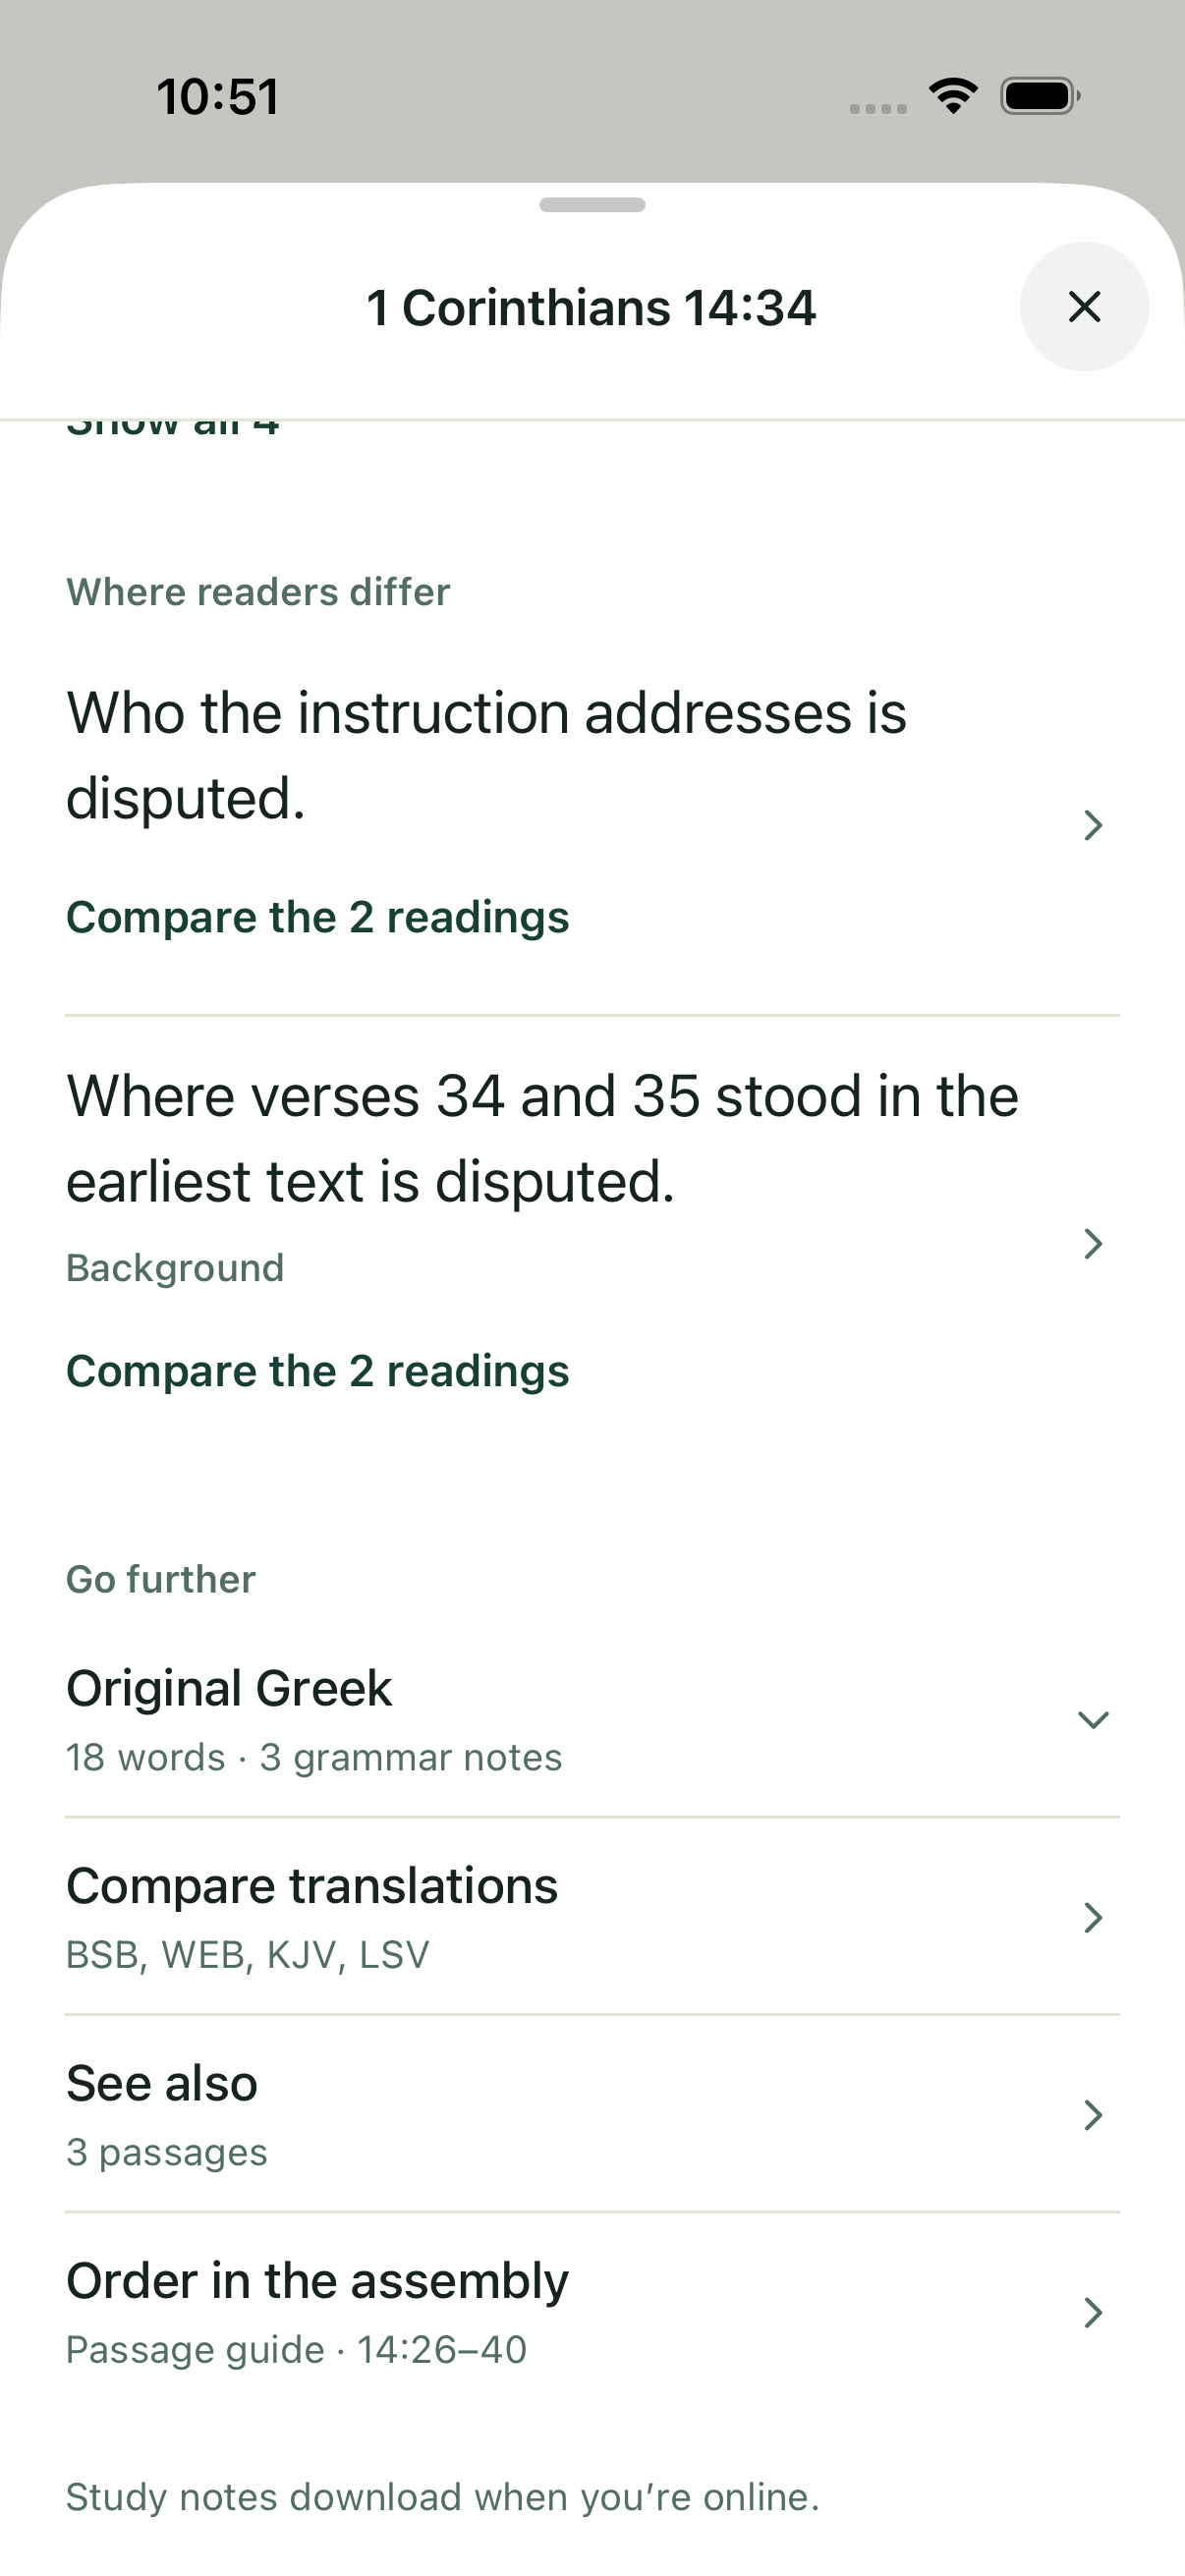 10:51
1 Corinthians 14:34
Show all 4
Where readers differ
Who the instruction addresses is
disputed.
Compare the 2 readings
Where verses 34 and 35 stood in the
earliest text is disputed.
Background
Compare the 2 readings
Go further
Original Greek
18 words · 3 grammar notes
Compare translations
BSB, WEB, KJV, LSV
See also
3 passages
Order in the assembly
Passage guide · 14:26–40
Study notes download when you’re online.